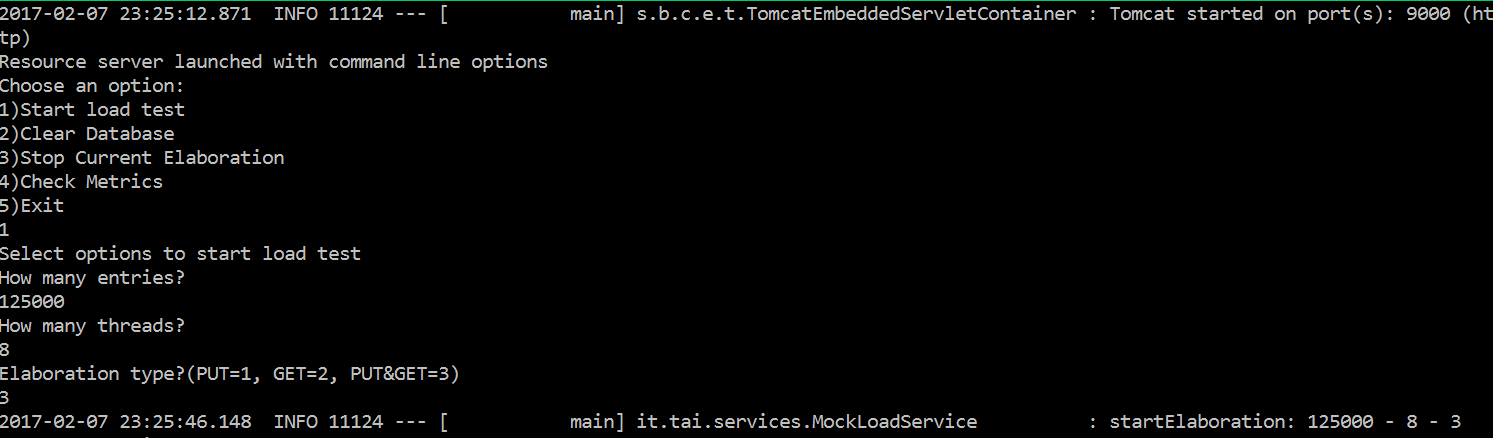 2017-02-07 23:25:12.871  INFO 11124 --- [           main] s.b.c.e.t.TomcatEmbeddedServletContainer : Tomcat started on port(s): 9000 (ht
tp)
Resource server launched with command line options
Choose an option:
1)Start load test
2)Clear Database
3)Stop Current Elaboration
4)Check Metrics
5)Exit
1
Select options to start load test
How many entries?
125000
How many threads?
8
Elaboration type?(PUT=1, GET=2, PUT&GET=3)
3
2017-02-07 23:25:46.148  INFO 11124 --- [           main] it.tai.services.MockLoadService          : startElaboration: 125000 - 8 - 3